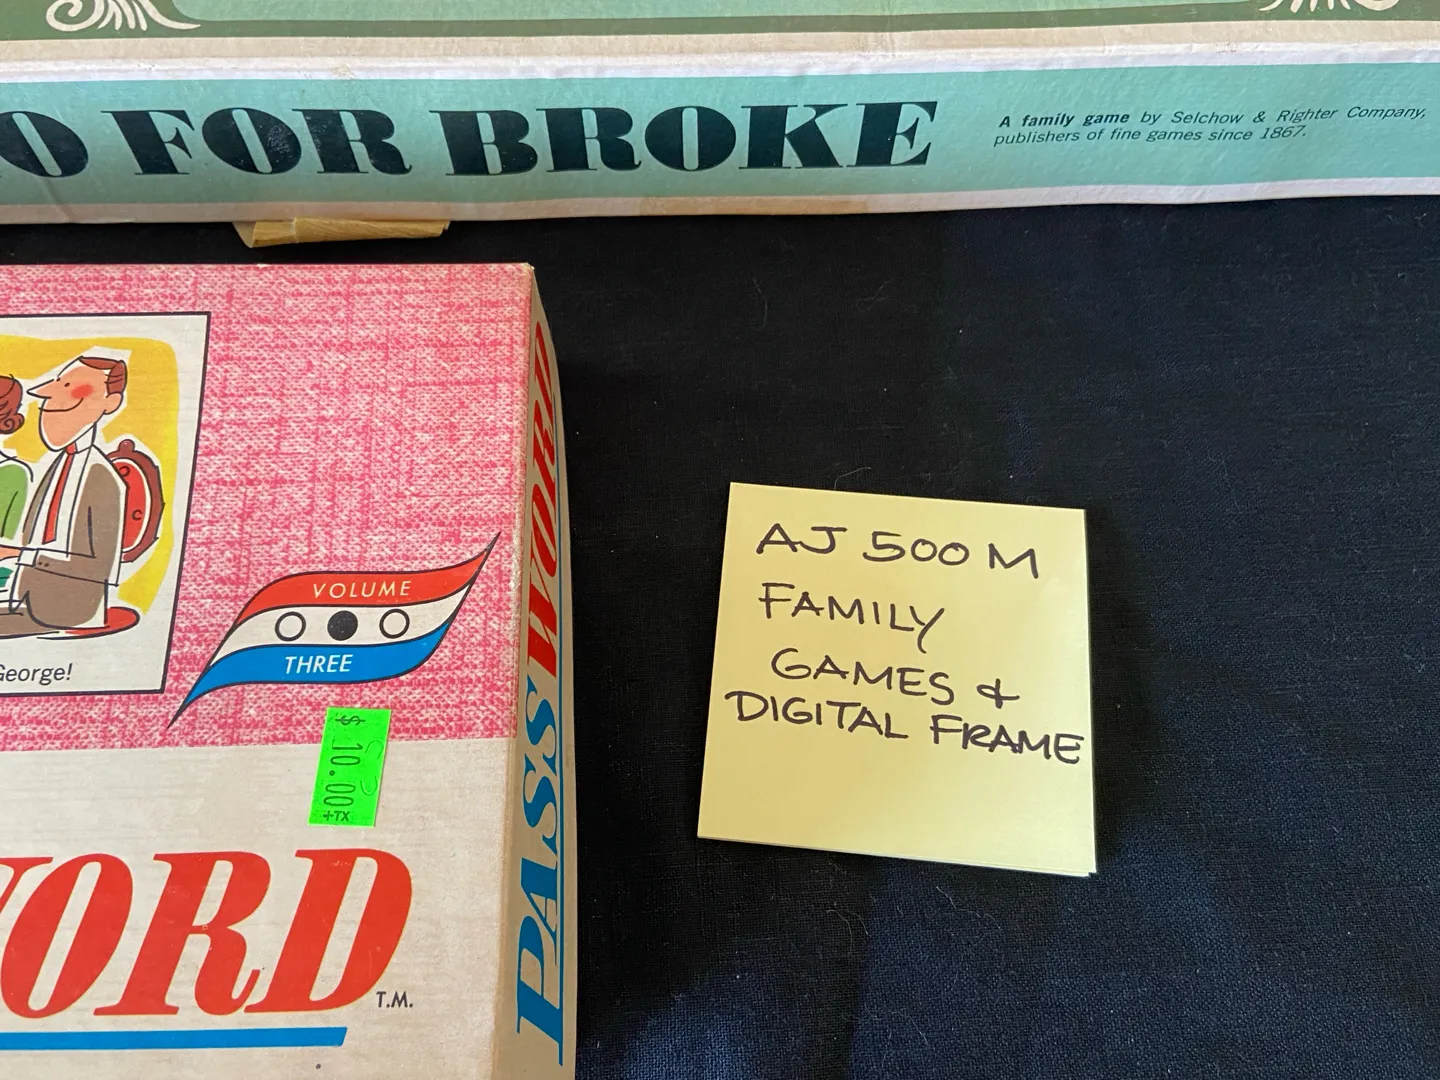 O FOR BROKE
A family game by Selchow & Righter Company,
publishers of fine games since 1867.
George!
VOLUME
THREE
$10.00
+TX
WORD
T.M.
PASSWORD
AJ 500 M
FAMILY
GAMES &
DIGITAL FRAME